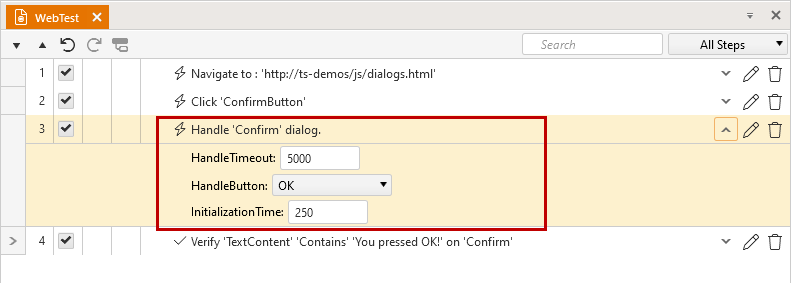 WebTest
Search
All Steps
1 Navigate to : 'http://ts-demos/js/dialogs.html'
2 Click 'ConfirmButton'
3 Handle 'Confirm' dialog.
HandleTimeout: 5000
HandleButton: OK
InitializationTime: 250
4 Verify 'TextContent' 'Contains' 'You pressed OK!' on 'Confirm'